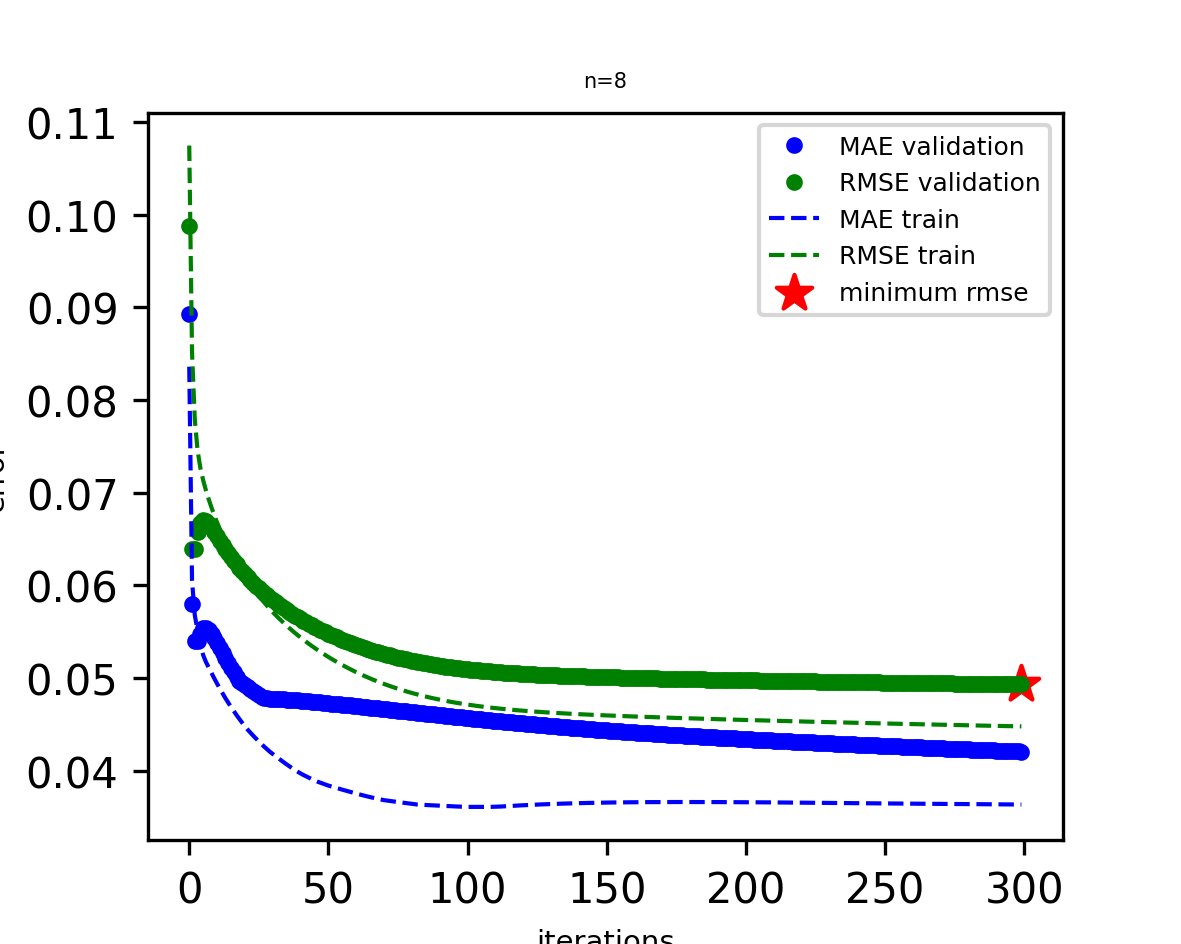 n=8
0.11
0.10
0.09
0.08
0.07
0.06
0.05
0.04
MAE validation
RMSE validation
MAE train
RMSE train
minimum rmse
0 50 100 150 200 250 300
iterations